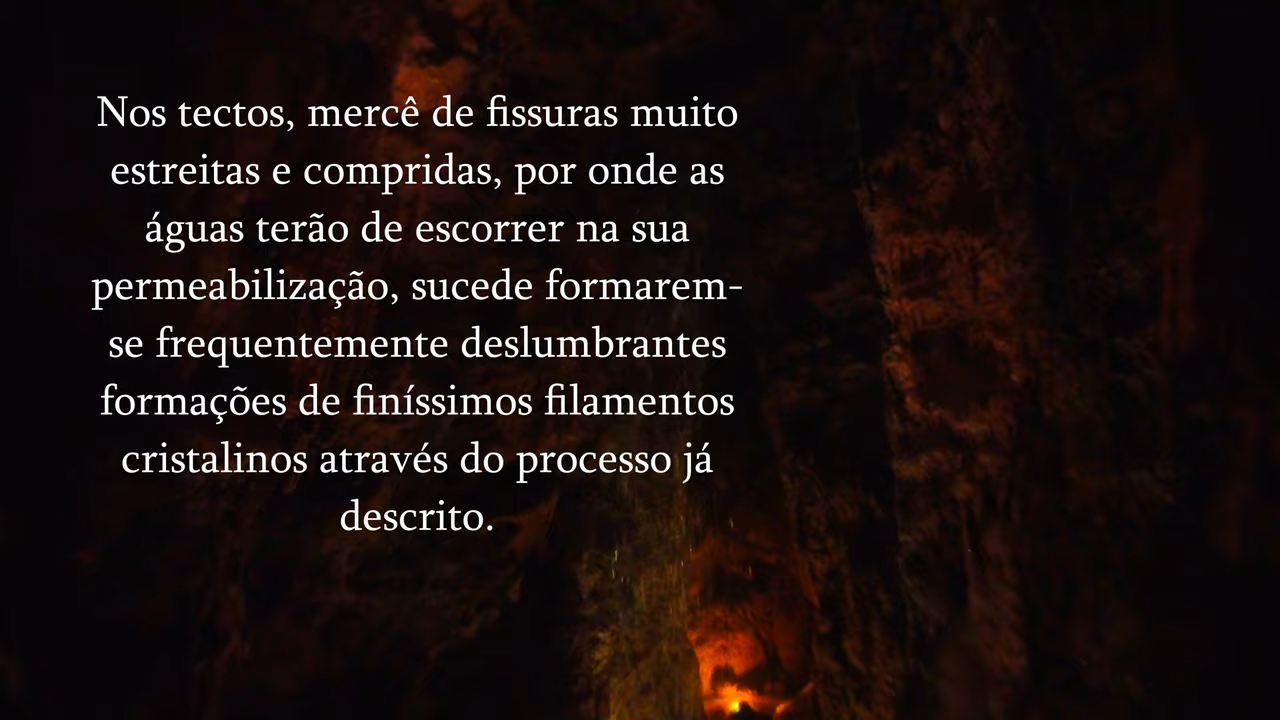 Nos tectos, mercê de fissuras muito
estreitas e compridas, por onde as
águas terão de escorrer na sua
permeabilização, sucede formarem-
se frequentemente deslumbrantes
formações de finíssimos filamentos
cristalinos através do processo já
descrito.